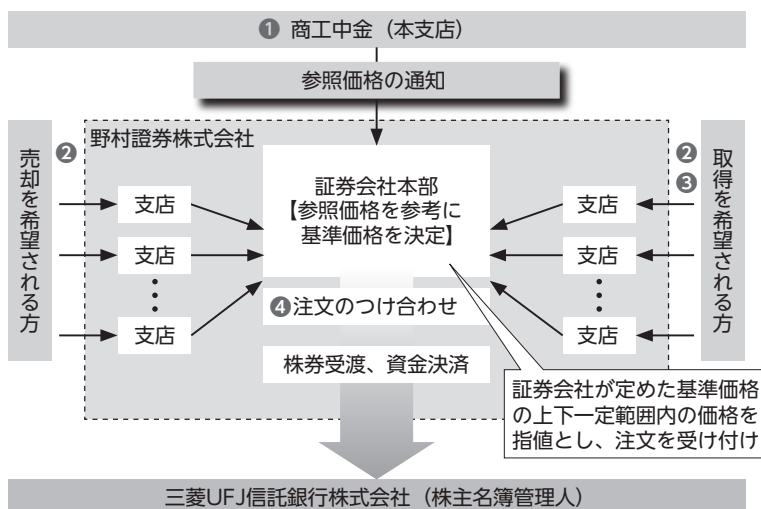 ❶ 商工中金（本支店）
参照価格の通知
野村證券株式会社
売却を希望される方
❷
❷
❸
取得を希望される方
証券会社本部
【参照価格を参考に
基準価格を決定】
支店
支店
支店
支店
支店
支店
❹注文のつけ合わせ
株券受渡、資金決済
証券会社が定めた基準価格
の上下一定範囲内の価格を
指値とし、注文を受け付け
三菱UFJ信託銀行株式会社（株主名簿管理人）